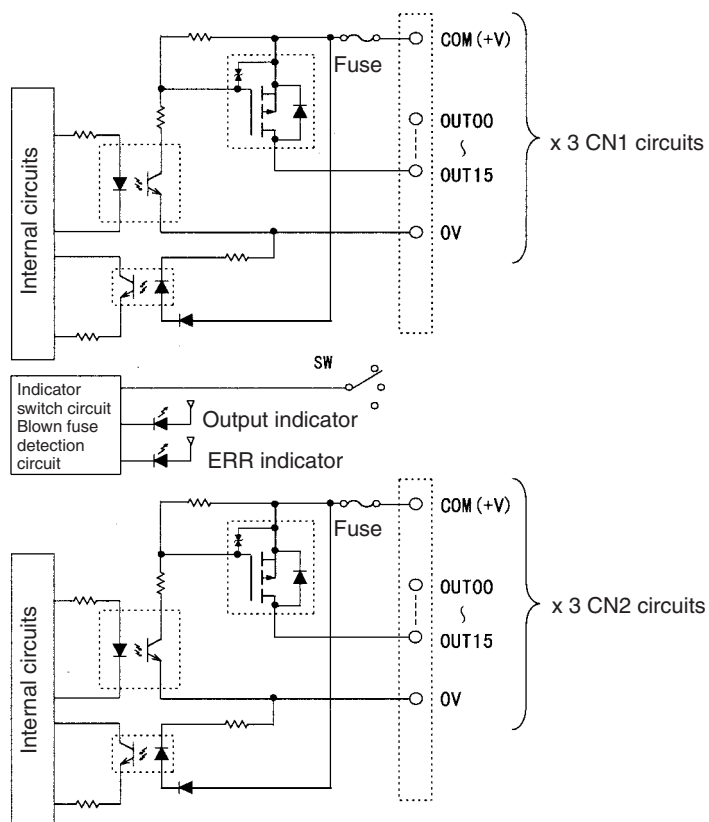 COM (+V)
Fuse
OUT00
x 3 CN1 circuits
OUT15
Internal circuits
0V
SW
Indicator
switch circuit
Blown fuse
detection
circuit
Output indicator
ERR indicator
COM (+V)
Fuse
OUT00
x 3 CN2 circuits
OUT15
Internal circuits
0V